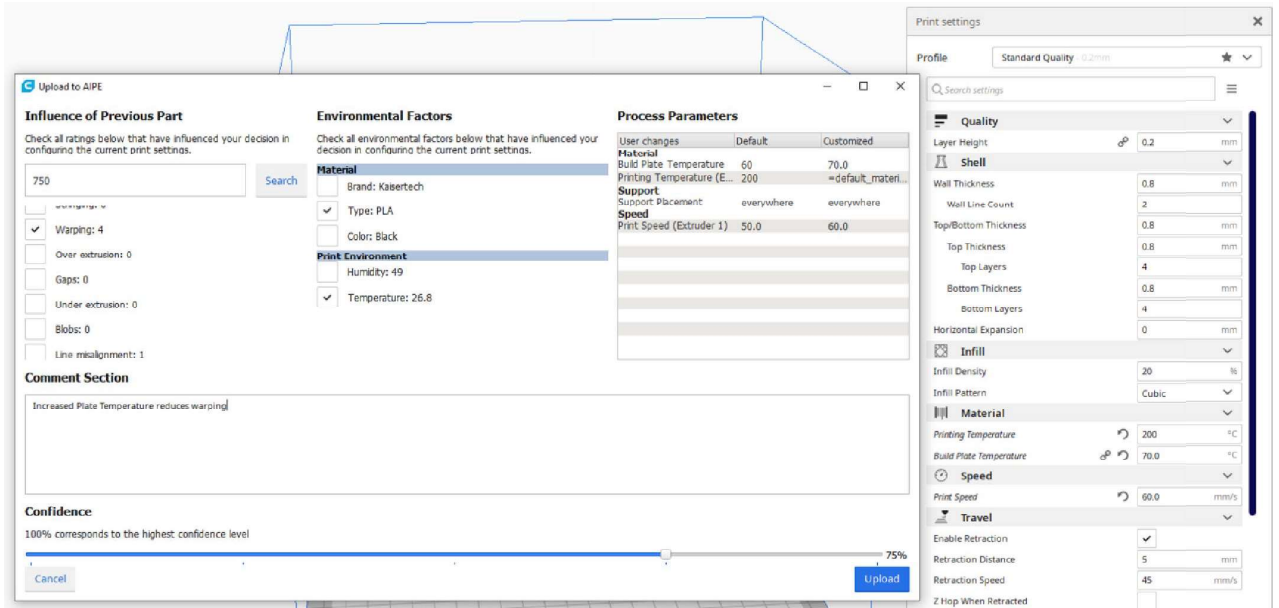 Print settings
Profile
Standard Quality - 0.2mm
Search settings
Upload to AIPE
Influence of Previous Part
Check all ratings below that have influenced your decision in
configuring the current print settings.
750
Search
Warping: 4
Over extrusion: 0
Gaps: 0
Under extrusion: 0
Blobs: 0
Line misalignment: 1
Environmental Factors
Check all environmental factors below that have influenced your
decision in configuring the current print settings.
Material
Brand: Kaisertech
Type: PLA
Color: Black
Print Environment
Humidity: 49
Temperature: 26.8
Process Parameters
User changes Default Customized
Material
Build Plate Temperature 60 70.0
Printing Temperature (E... 200 =default_materi...
Support
Support Placement everywhere everywhere
Speed
Print Speed (Extruder 1) 50.0 60.0
Comment Section
Increased Plate Temperature reduces warping
Confidence
100% corresponds to the highest confidence level
75%
Cancel
Upload
Quality
Layer Height 0.2 mm
Shell
Wall Thickness 0.8 mm
Wall Line Count 2
Top/Bottom Thickness 0.8 mm
Top Thickness 0.8 mm
Top Layers 4
Bottom Thickness 0.8 mm
Bottom Layers 4
Horizontal Expansion 0 mm
Infill
Infill Density 20 %
Infill Pattern Cubic
Material
Printing Temperature 200 °C
Build Plate Temperature 70.0 °C
Speed
Print Speed 60.0 mm/s
Travel
Enable Retraction
Retraction Distance 5 mm
Retraction Speed 45 mm/s
Z Hop When Retracted